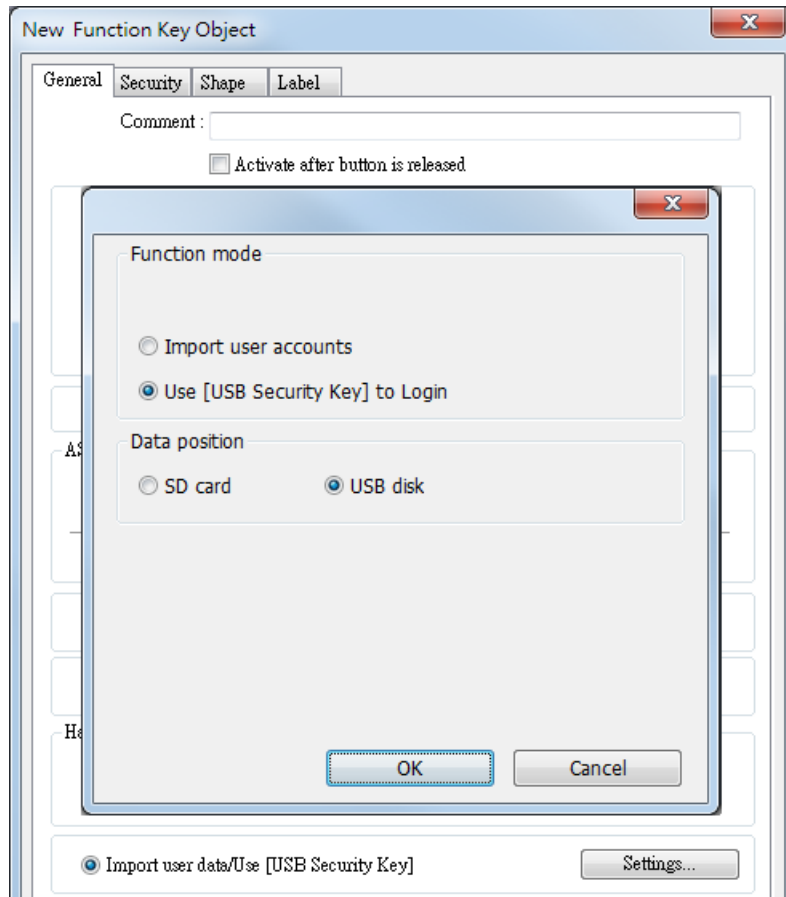 New Function Key Object
General Security Shape Label
Comment :
Activate after button is released
Function mode
Import user accounts
Use [USB Security Key] to Login
Data position
SD card USB disk
OK Cancel
Import user data/Use [USB Security Key] Settings...